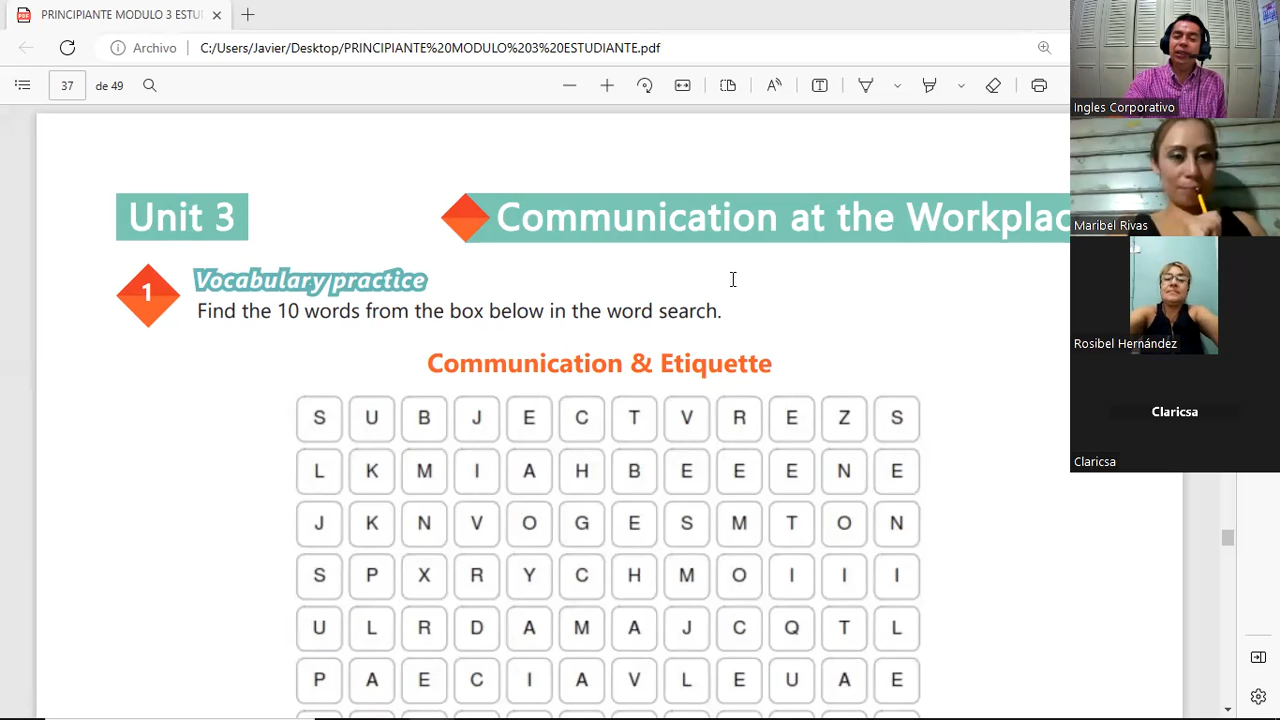 PRINCIPIANTE MODULO 3 ESTU
Archivo C:/Users/Javier/Desktop/PRINCIPIANTE%20MODULO%203%20ESTUDIANTE.pdf
37 de 49
Ingles Corporativo
Maribel Rivas
Rosibel Hernández
Claricsa
Claricsa
Unit 3 Communication at the Workplac
1 Vocabulary practice
Find the 10 words from the box below in the word search.
Communication & Etiquette
S U B J E C T V R E Z S
L K M I A H B E E E N E
J K N V O G E S M T O N
S P X R Y C H M O I I I
U L R D A M A J C Q T L
P A E C I A V L E U A E